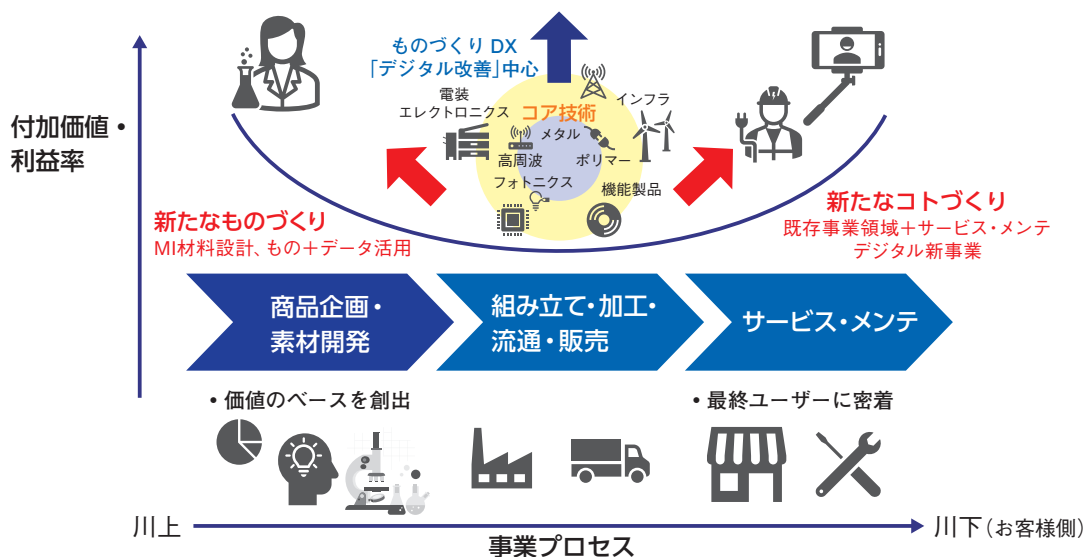 付加価値・
利益率
ものづくり DX
「デジタル改善」中心
電装
エレクトロニクス
コア技術
インフラ
メタル
高周波
ポリマー
フォトニクス
機能製品
新たなものづくり
MI材料設計、もの＋データ活用
新たなコトづくり
既存事業領域＋サービス・メンテ
デジタル新事業
商品企画・
素材開発
組み立て・加工・
流通・販売
サービス・メンテ
• 価値のベースを創出
• 最終ユーザーに密着
川上
川下（お客様側）
事業プロセス